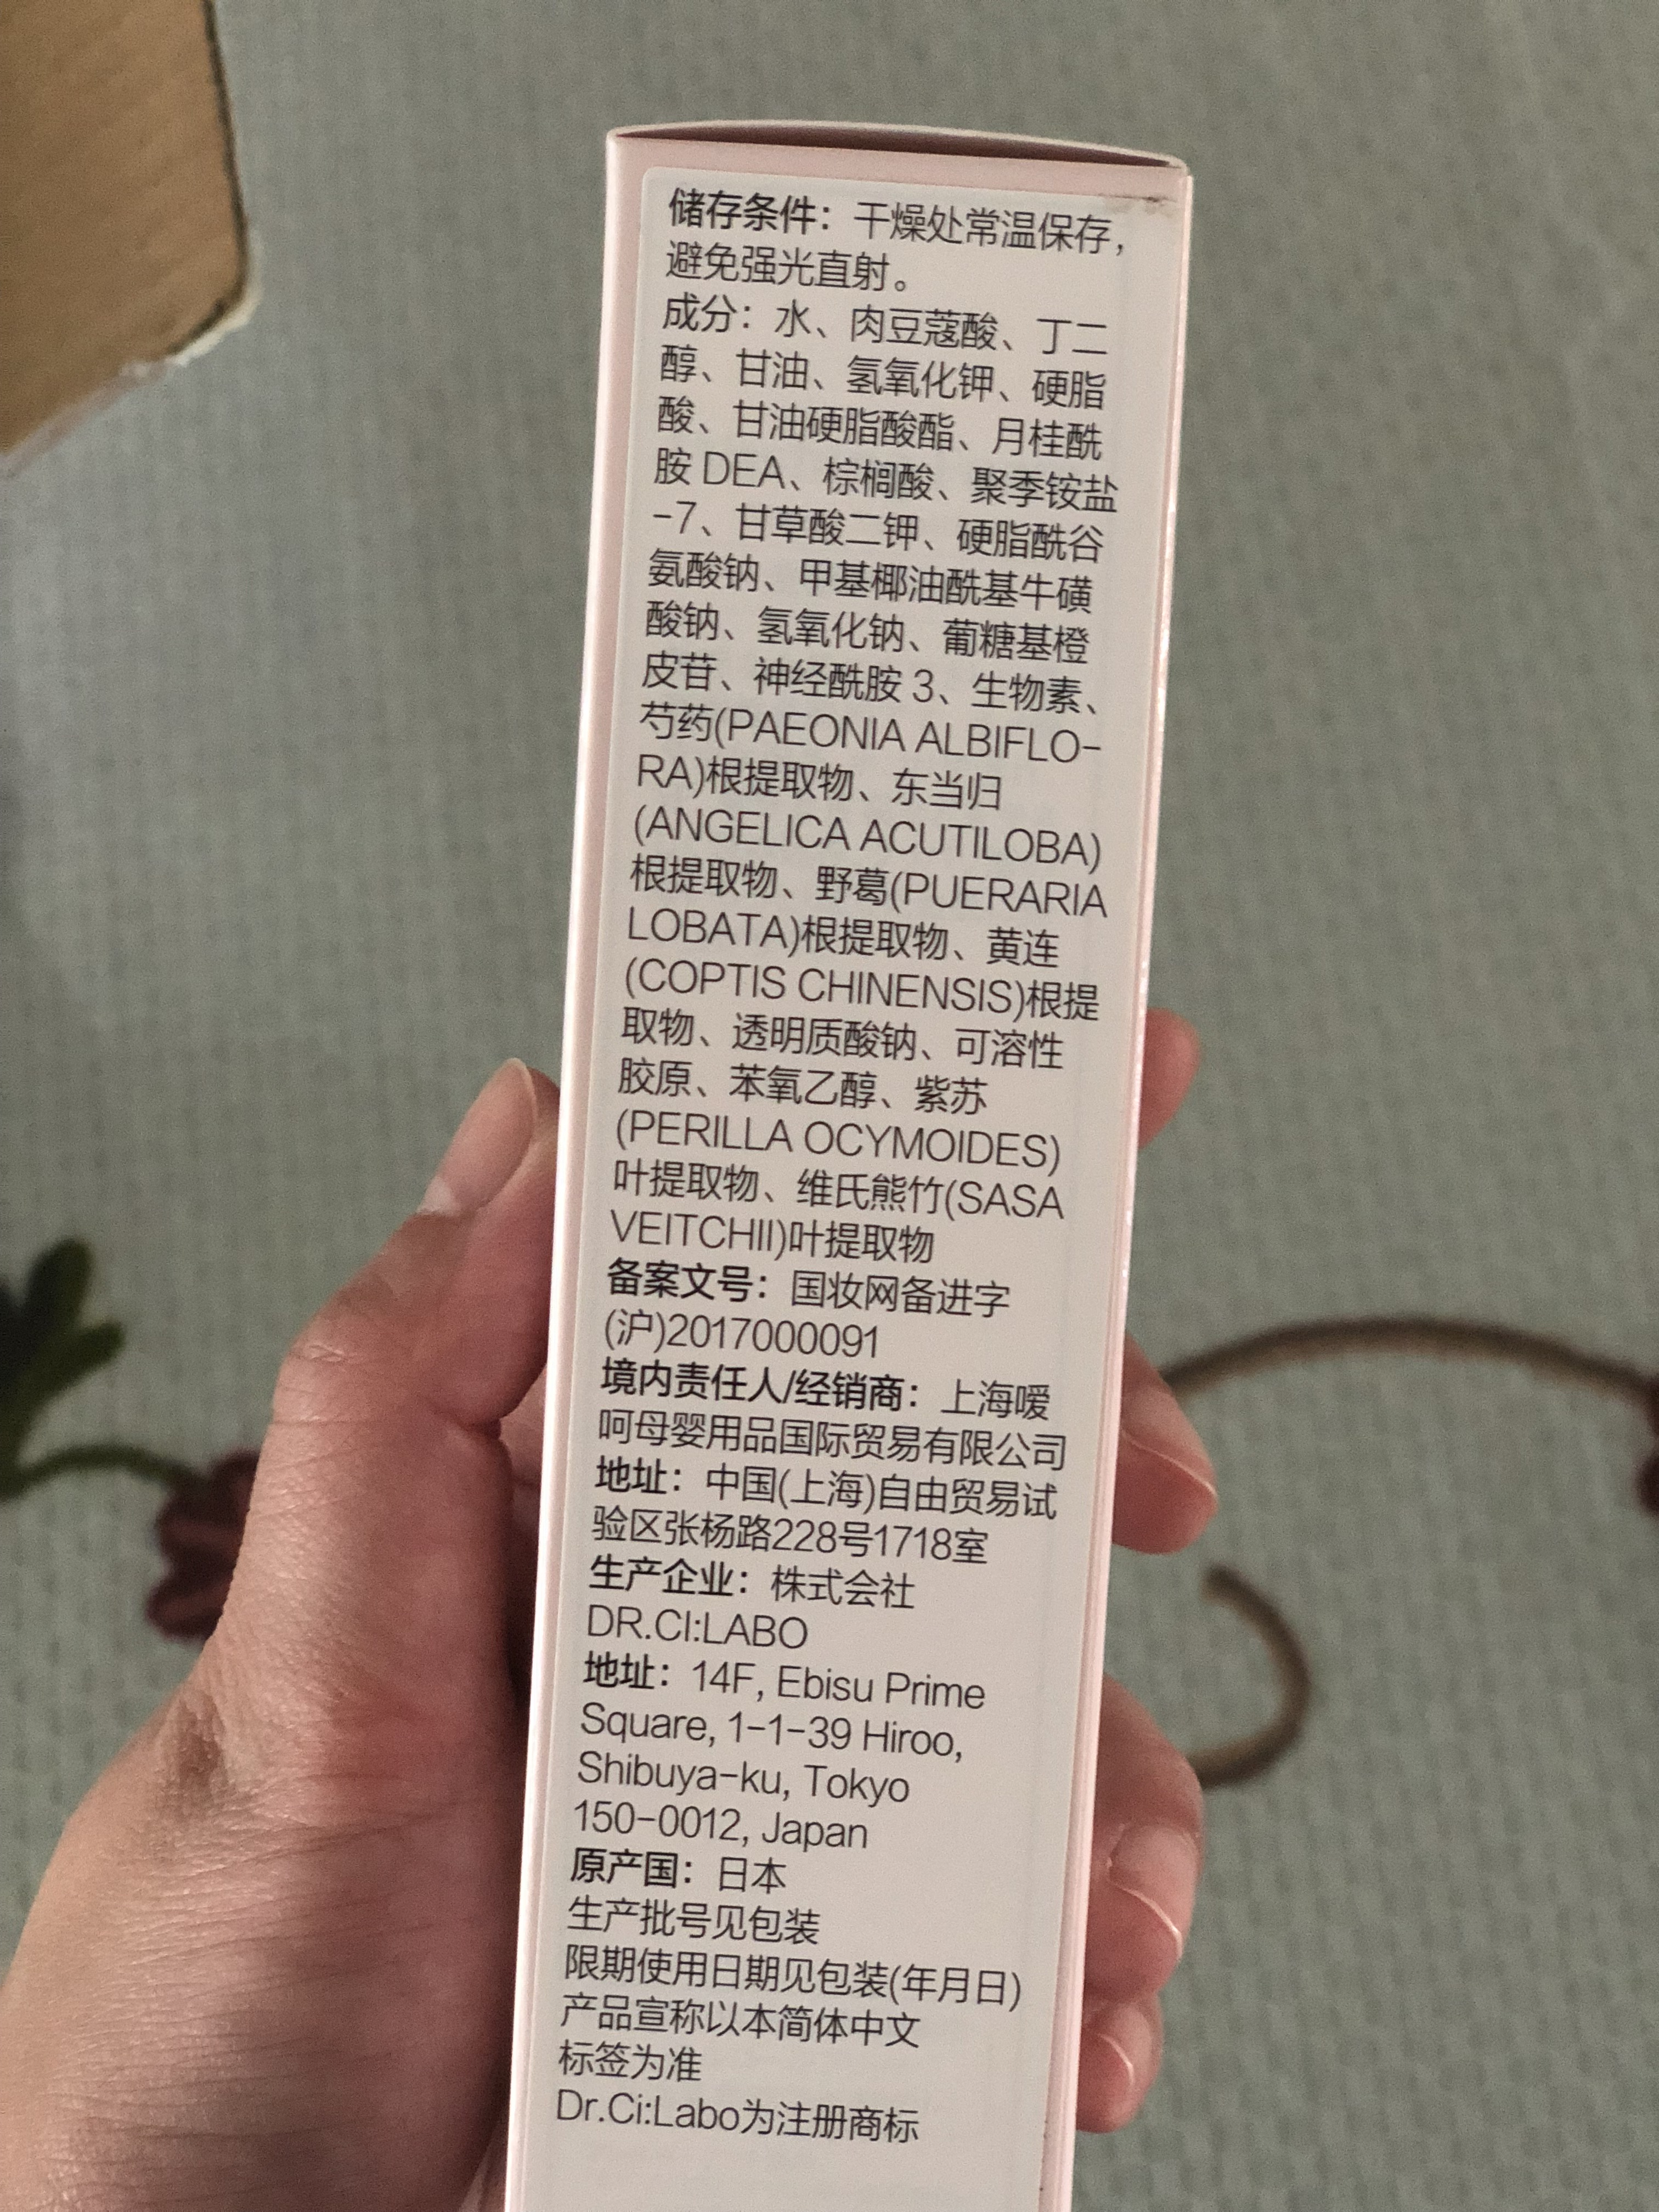 储存条件：干燥处常温保存，
避免强光直射。
成分：水、肉豆蔻酸、丁二
醇、甘油、氢氧化钾、硬脂
酸、甘油硬脂酸酯、月桂酰
胺 DEA、棕榈酸、聚季铵盐
-7、甘草酸二钾、硬脂酰谷
氨酸钠、甲基椰油酰基牛磺
酸钠、氢氧化钠、葡糖基橙
皮苷、神经酰胺 3、生物素、
芍药(PAEONIA ALBIFLO-
RA)根提取物、东当归
(ANGELICA ACUTILOBA)
根提取物、野葛(PUERARIA
LOBATA)根提取物、黄连
(COPTIS CHINENSIS)根提
取物、透明质酸钠、可溶性
胶原、苯氧乙醇、紫苏
(PERILLA OCYMOIDES)
叶提取物、维氏熊竹(SASA
VEITCHII)叶提取物
备案文号：国妆网备进字
(沪)2017000091
境内责任人/经销商：上海嗳
呵母婴用品国际贸易有限公司
地址：中国(上海)自由贸易试
验区张杨路228号1718室
生产企业：株式会社
DR.CI:LABO
地址：14F, Ebisu Prime
Square, 1-1-39 Hiroo,
Shibuya-ku, Tokyo
150-0012, Japan
原产国：日本
生产批号见包装
限期使用日期见包装(年月日)
产品宣称以本简体中文
标签为准
Dr.Ci:Labo为注册商标